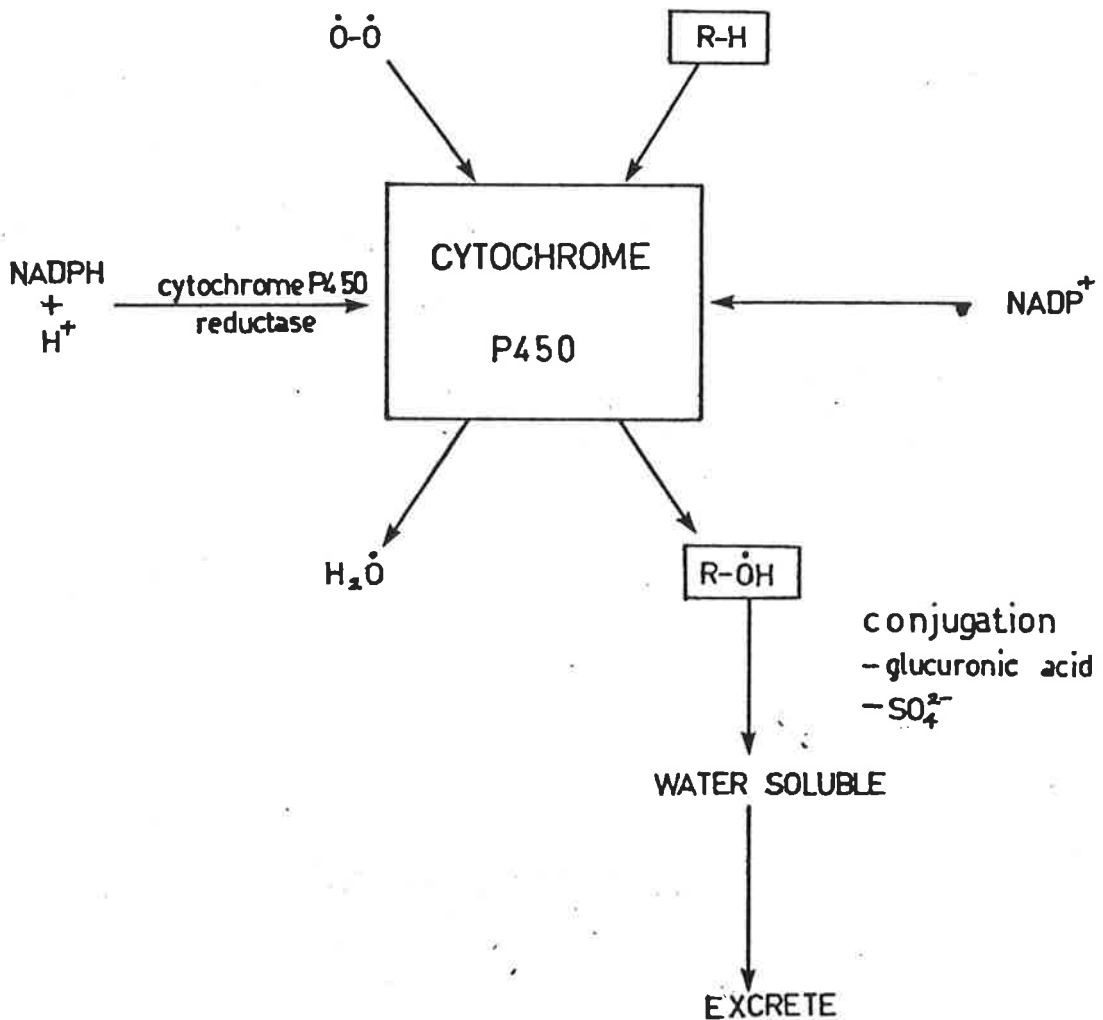 Ȯ-Ȯ
R-H
CYTOCHROME
P450
NADPH
+
H⁺
cytochrome P450
reductase
NADP⁺
H₂Ȯ
R-ȮH
conjugation
- glucuronic acid
- SO₄²⁻
WATER SOLUBLE
EXCRETE